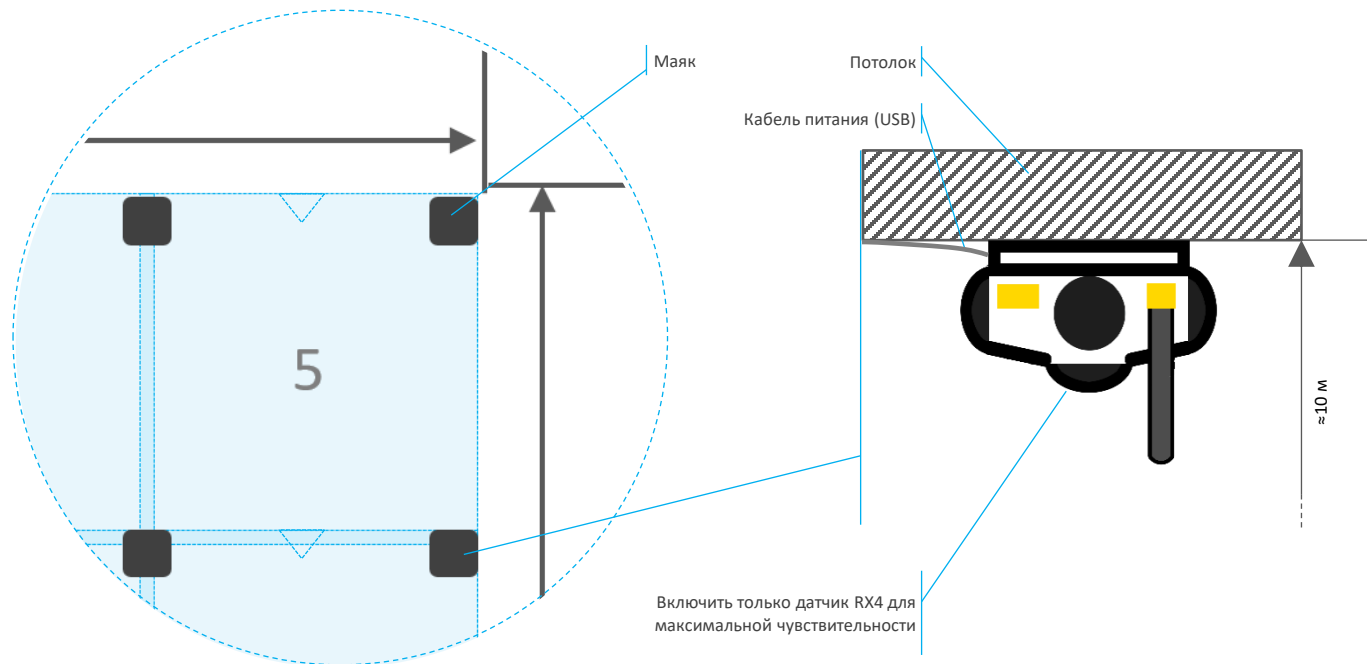 Маяк
Потолок
Кабель питания (USB)
5
≈10 м
Включить только датчик RX4 для
максимальной чувствительности